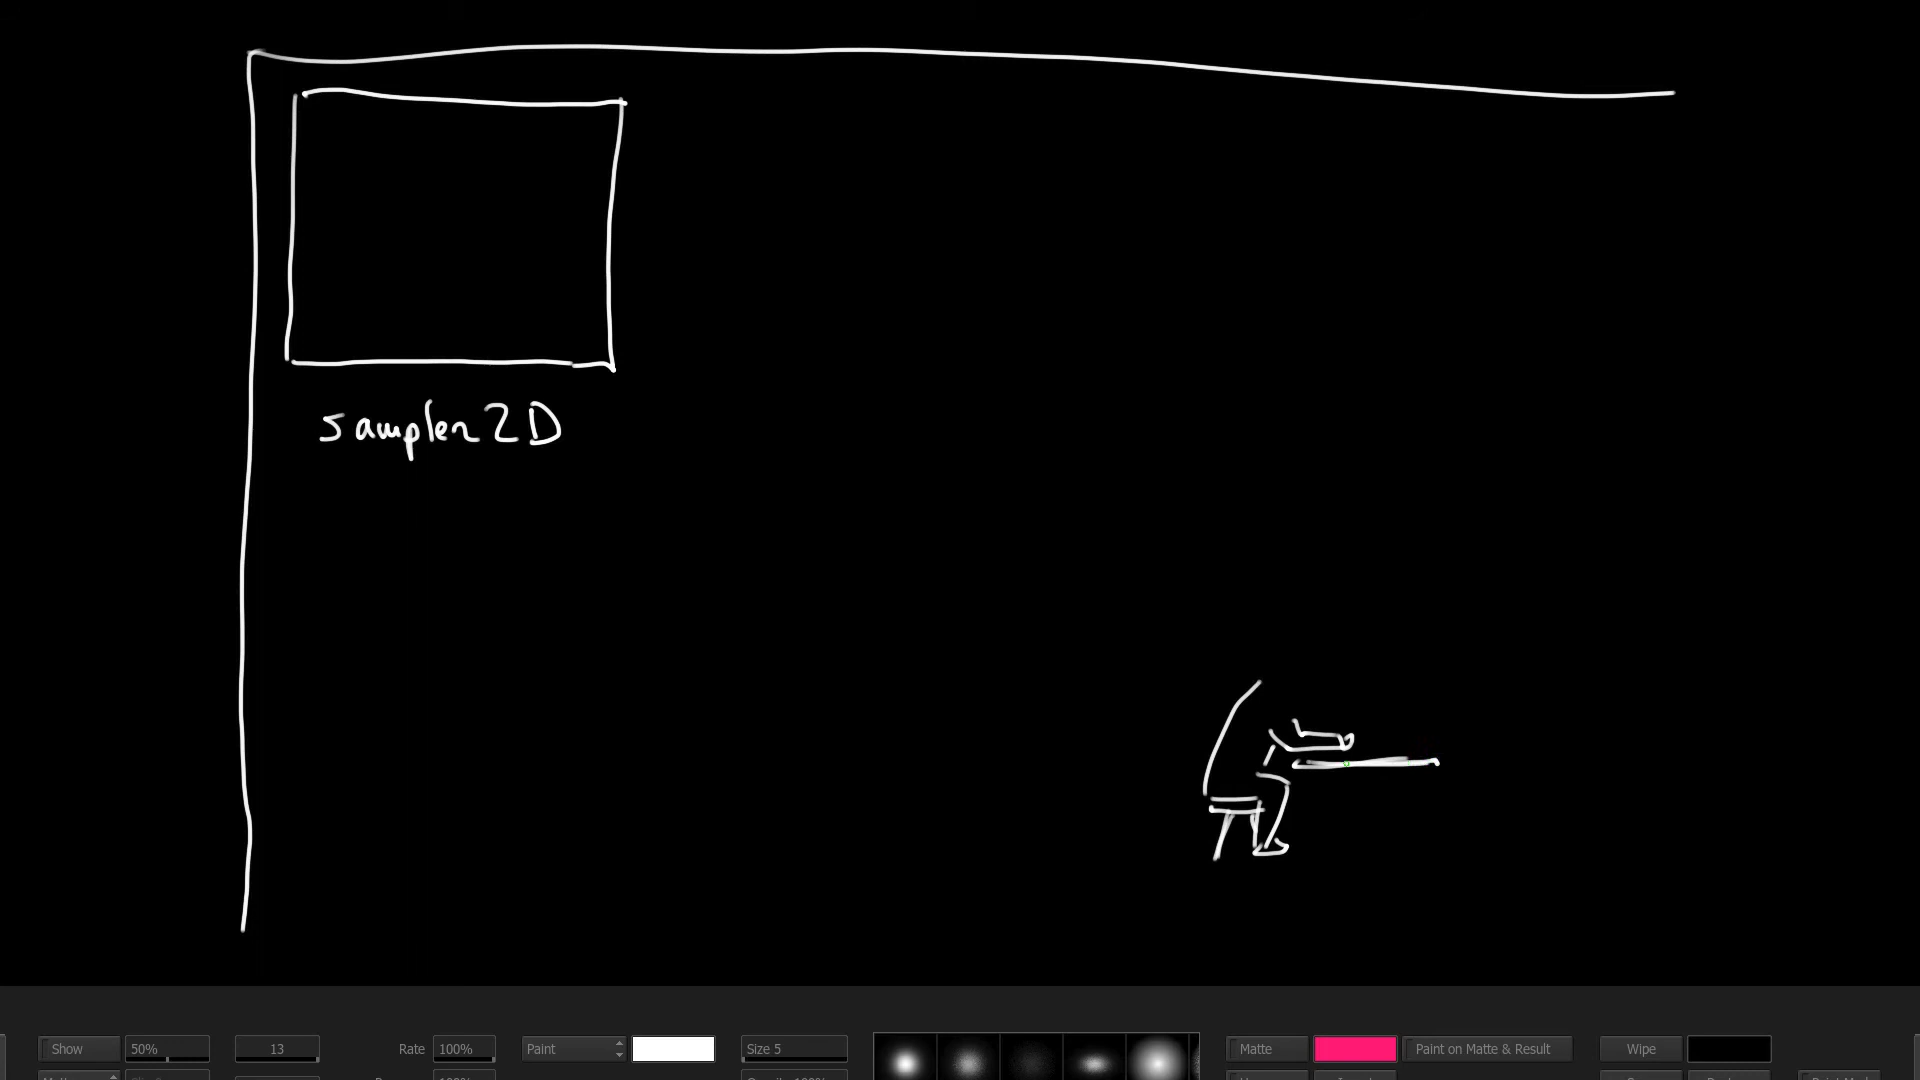 sampler2D
Show 50% 13 Rate 100% Paint Size 5 Matte Paint on Matte & Result Wipe